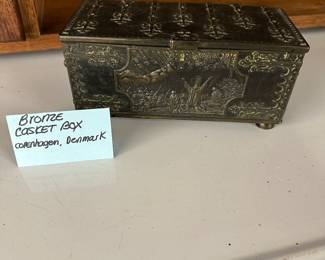 BRONZE
CASKET BOX
copenhagen, Denmark